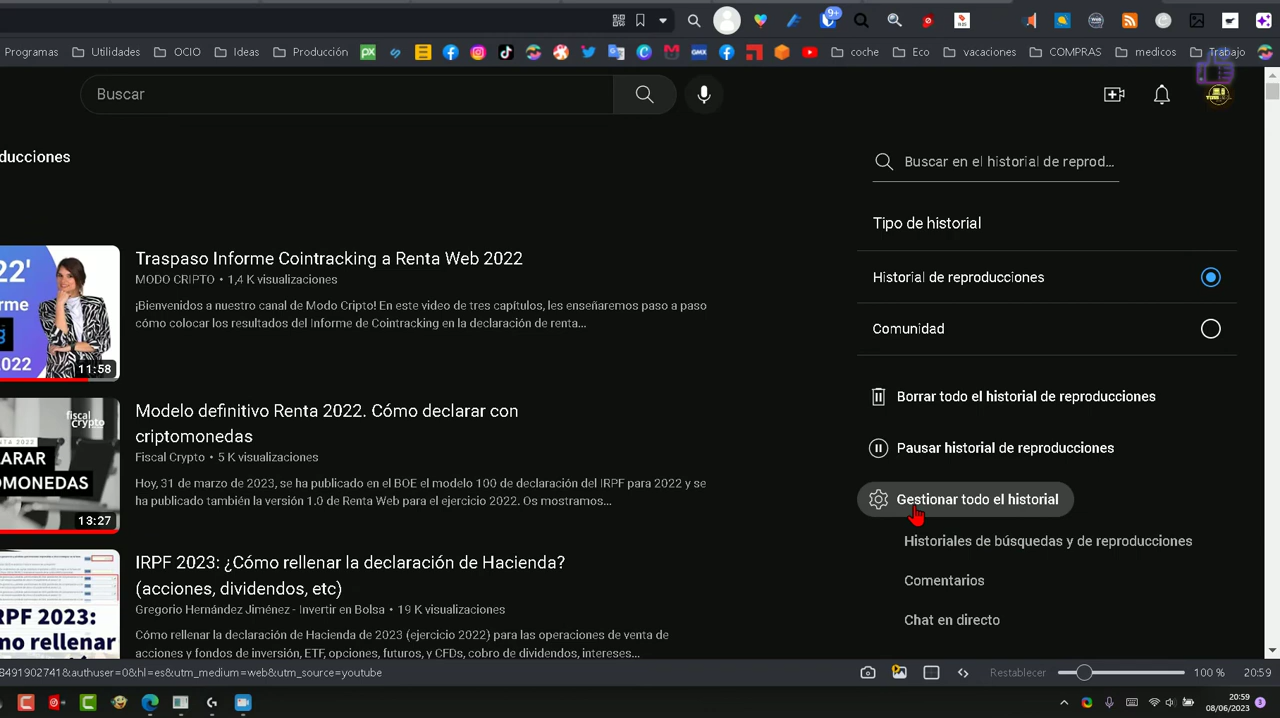 9+
Programas
Utilidades
OCIO
Ideas
Producción
coche
Eco
vacaciones
COMPRAS
medicos
Trabajo
Buscar
ducciones
Buscar en el historial de reprod...
Tipo de historial
Historial de reproducciones
Comunidad
Borrar todo el historial de reproducciones
Pausar historial de reproducciones
Gestionar todo el historial
Historiales de búsquedas y de reproducciones
Comentarios
Chat en directo
22'
orme
g
2022
11:58
Traspaso Informe Cointracking a Renta Web 2022
MODO CRIPTO • 1,4 K visualizaciones
¡Bienvenidos a nuestro canal de Modo Cripto! En este video de tres capítulos, les enseñaremos paso a paso
cómo colocar los resultados del Informe de Cointracking en la declaración de renta...
fiscal
crypto
NTA 2022
ARAR
OMONEDAS
13:27
Modelo definitivo Renta 2022. Cómo declarar con
criptomonedas
Fiscal Crypto • 5 K visualizaciones
Hoy, 31 de marzo de 2023, se ha publicado en el BOE el modelo 100 de declaración del IRPF para 2022 y se
ha publicado también la versión 1.0 de Renta Web para el ejercicio 2022. Os mostramos...
RPF 2023:
mo rellenar
IRPF 2023: ¿Cómo rellenar la declaración de Hacienda?
(acciones, dividendos, etc)
Gregorio Hernández Jiménez - Invertir en Bolsa • 19 K visualizaciones
Cómo rellenar la declaración de Hacienda de 2023 (ejercicio 2022) para las operaciones de venta de
acciones y fondos de inversión, ETF, opciones, futuros, y CFDs, cobro de dividendos, intereses...
8491902741&authuser=0&hl=es&utm_medium=web&utm_source=youtube
Restablecer
100 %
20:59
20:59
08/06/2023
3